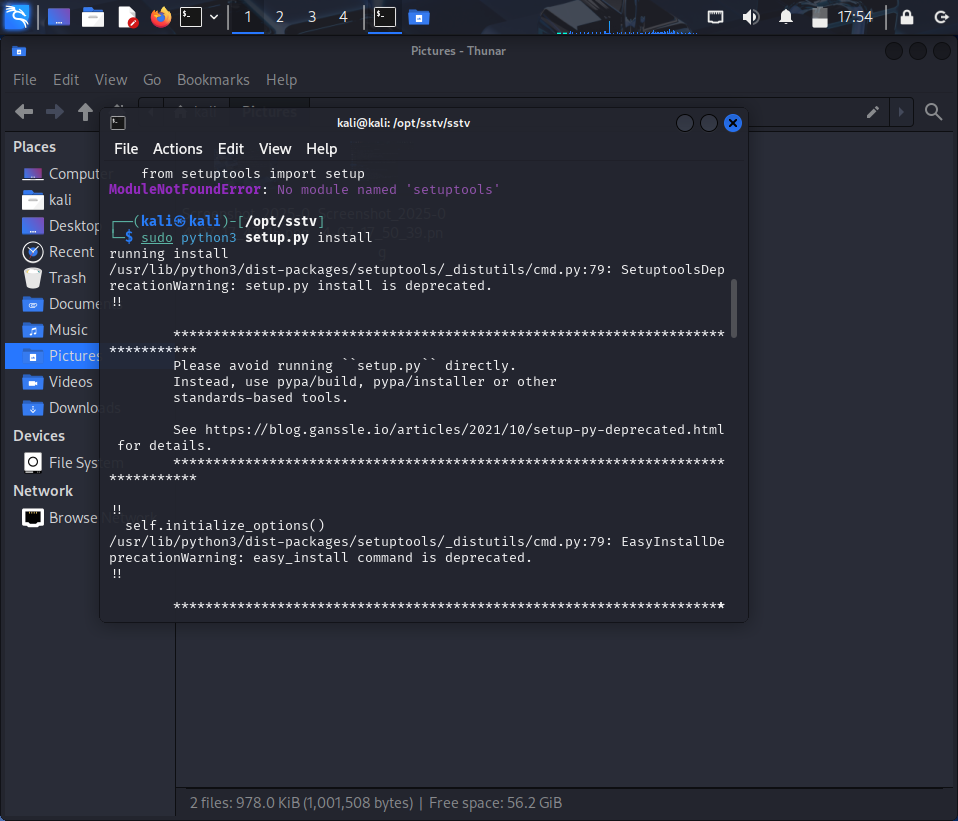 1 2 3 4
17:54
Pictures - Thunar
File Edit View Go Bookmarks Help
kali@kali: /opt/sstv/sstv
File Actions Edit View Help
from setuptools import setup
ModuleNotFoundError: No module named 'setuptools'
┌──(kali㉿kali)-[/opt/sstv]
└─$ sudo python3 setup.py install
running install
/usr/lib/python3/dist-packages/setuptools/_distutils/cmd.py:79: SetuptoolsDep
recationWarning: setup.py install is deprecated.
!!
*********************************************************************
***********
Please avoid running ``setup.py`` directly.
Instead, use pypa/build, pypa/installer or other
standards-based tools.
See https://blog.ganssle.io/articles/2021/10/setup-py-deprecated.html
for details.
*********************************************************************
***********
!!
self.initialize_options()
/usr/lib/python3/dist-packages/setuptools/_distutils/cmd.py:79: EasyInstallDe
precationWarning: easy_install command is deprecated.
!!
*********************************************************************
Places
Comput
kali
Desktop
Recent
Trash
Docume
Music
Pictures
Videos
Downloads
Devices
File System
Network
Browse Network
2 files: 978.0 KiB (1,001,508 bytes) | Free space: 56.2 GiB